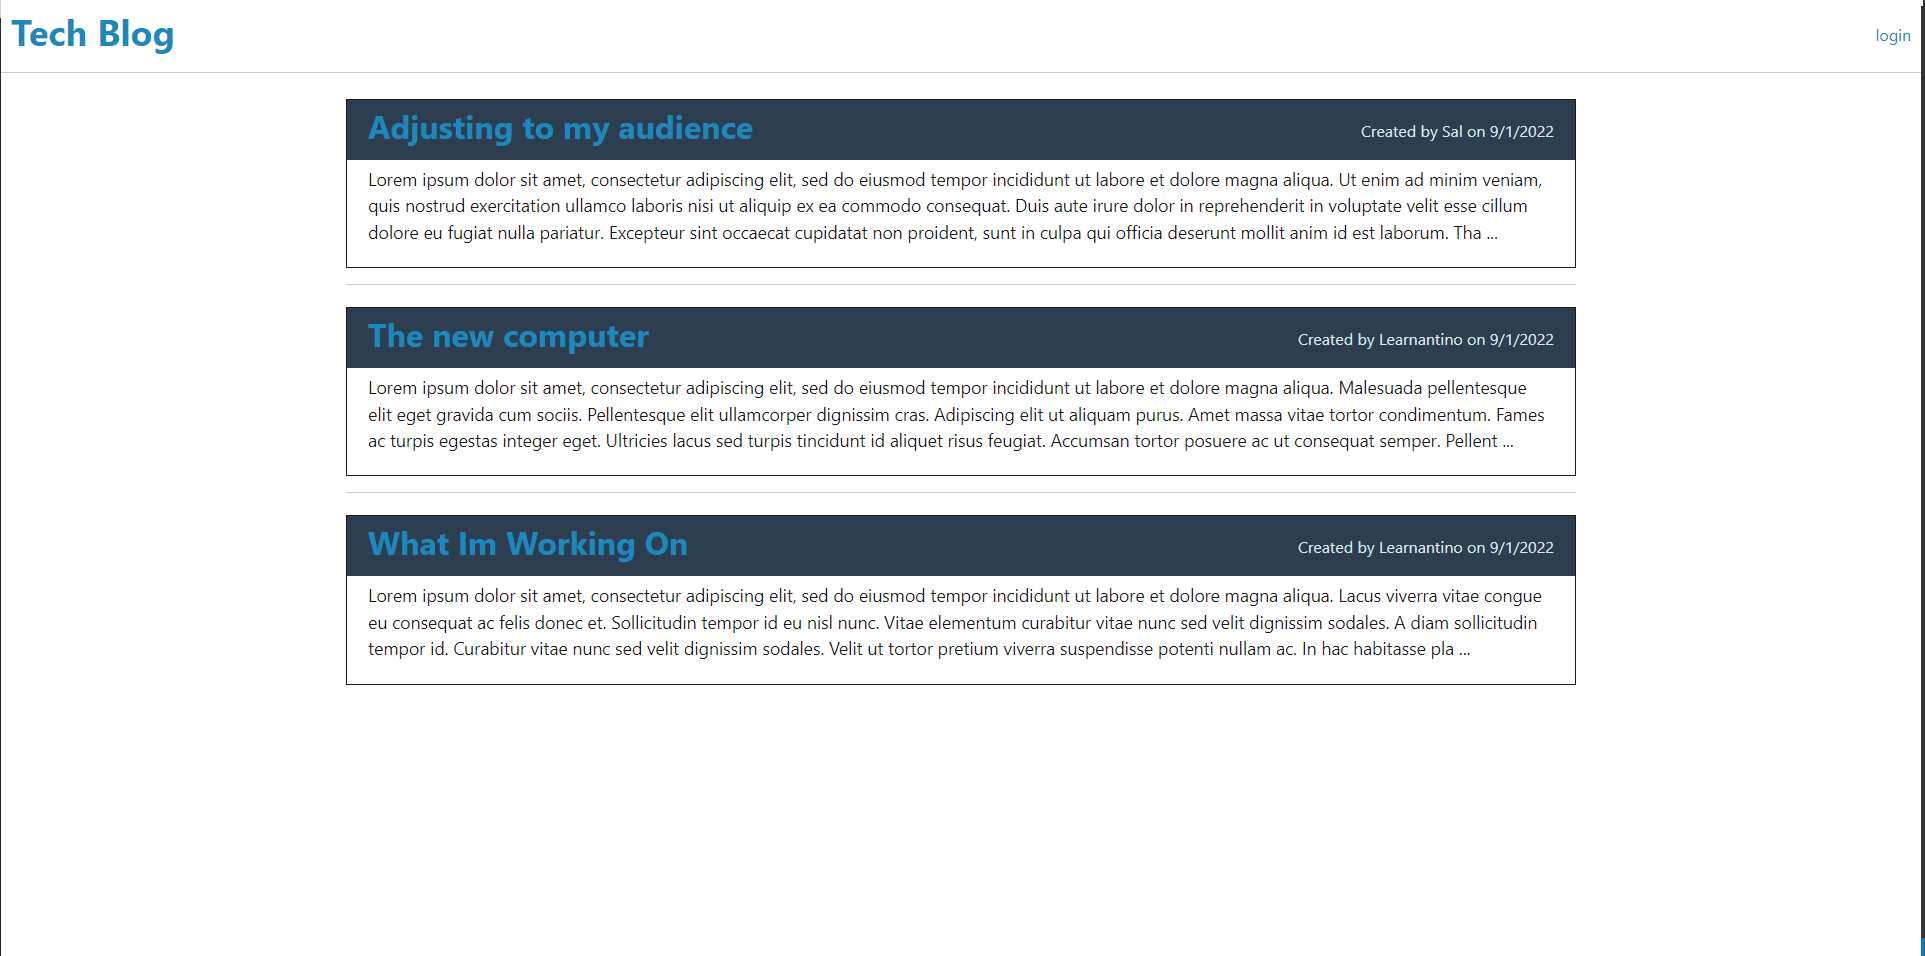 Tech Blog
login
Adjusting to my audience
Created by Sal on 9/1/2022
Lorem ipsum dolor sit amet, consectetur adipiscing elit, sed do eiusmod tempor incididunt ut labore et dolore magna aliqua. Ut enim ad minim veniam,
quis nostrud exercitation ullamco laboris nisi ut aliquip ex ea commodo consequat. Duis aute irure dolor in reprehenderit in voluptate velit esse cillum
dolore eu fugiat nulla pariatur. Excepteur sint occaecat cupidatat non proident, sunt in culpa qui officia deserunt mollit anim id est laborum. Tha ...
The new computer
Created by Learnantino on 9/1/2022
Lorem ipsum dolor sit amet, consectetur adipiscing elit, sed do eiusmod tempor incididunt ut labore et dolore magna aliqua. Malesuada pellentesque
elit eget gravida cum sociis. Pellentesque elit ullamcorper dignissim cras. Adipiscing elit ut aliquam purus. Amet massa vitae tortor condimentum. Fames
ac turpis egestas integer eget. Ultricies lacus sed turpis tincidunt id aliquet risus feugiat. Accumsan tortor posuere ac ut consequat semper. Pellent ...
What Im Working On
Created by Learnantino on 9/1/2022
Lorem ipsum dolor sit amet, consectetur adipiscing elit, sed do eiusmod tempor incididunt ut labore et dolore magna aliqua. Lacus viverra vitae congue
eu consequat ac felis donec et. Sollicitudin tempor id eu nisl nunc. Vitae elementum curabitur vitae nunc sed velit dignissim sodales. A diam sollicitudin
tempor id. Curabitur vitae nunc sed velit dignissim sodales. Velit ut tortor pretium viverra suspendisse potenti nullam ac. In hac habitasse pla ...